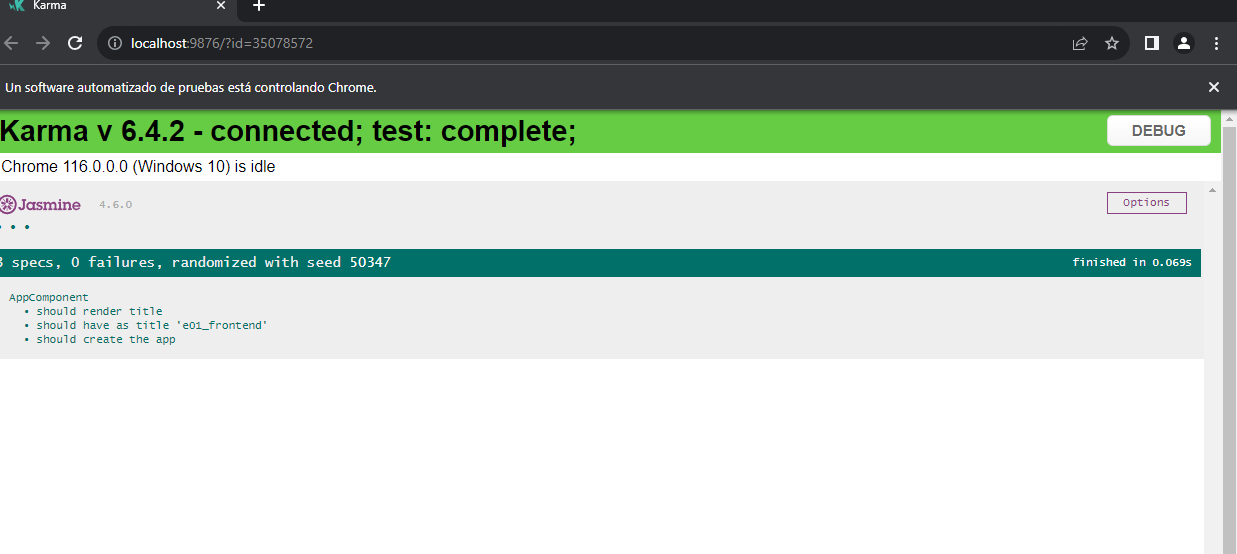 Karma
localhost:9876/?id=35078572
Un software automatizado de pruebas está controlando Chrome.
Karma v 6.4.2 - connected; test: complete;
DEBUG
Chrome 116.0.0.0 (Windows 10) is idle
Jasmine 4.6.0
Options
3 specs, 0 failures, randomized with seed 50347
finished in 0.069s
AppComponent
• should render title
• should have as title 'e01_frontend'
• should create the app